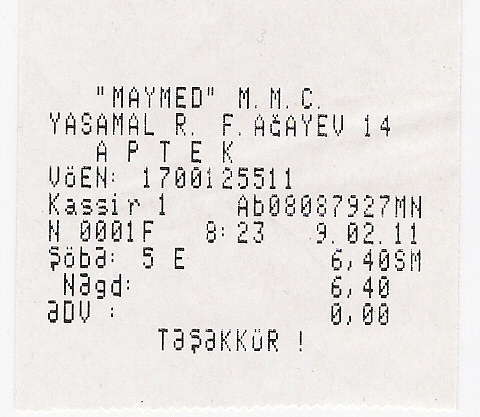 "MAYMED" M.M.C.
YASAMAL R. F.AĞAYEV 14
A P T E K
VöEN: 1700125511
Kassir 1 Ab08087927MN
N 0001F 8:23 9.02.11
Şöbə: 5 E 6,40SM
Nəgd: 6,40
əDV : 0,00
TəŞəKKüR !